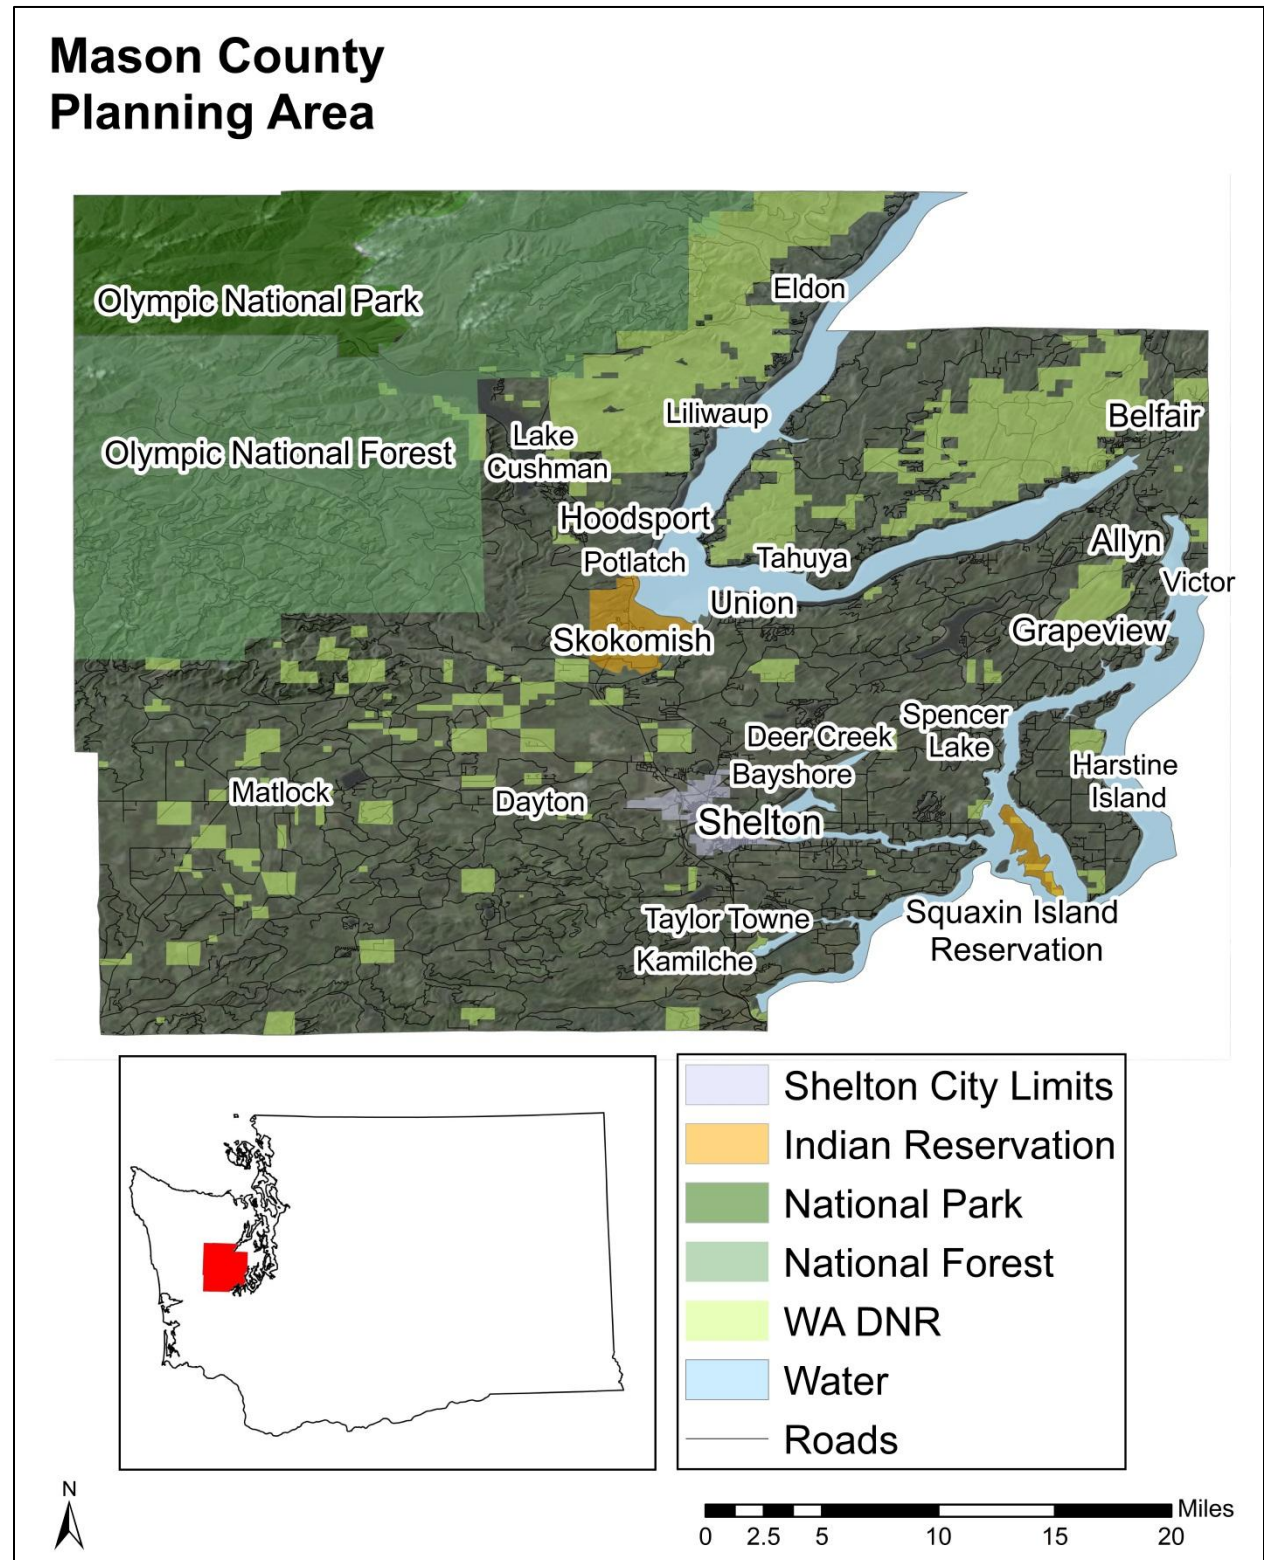 Mason County
Planning Area
Olympic National Park
Eldon
Olympic National Forest
Liliwaup
Belfair
Lake
Cushman
Hoodsport
Potlatch
Tahuya
Allyn
Victor
Union
Skokomish
Grapeview
Spencer
Lake
Deer Creek
Bayshore
Harstine
Island
Matlock
Dayton
Shelton
Taylor Towne
Kamilche
Squaxin Island
Reservation
Shelton City Limits
Indian Reservation
National Park
National Forest
WA DNR
Water
Roads
N
Miles
0 2.5 5 10 15 20